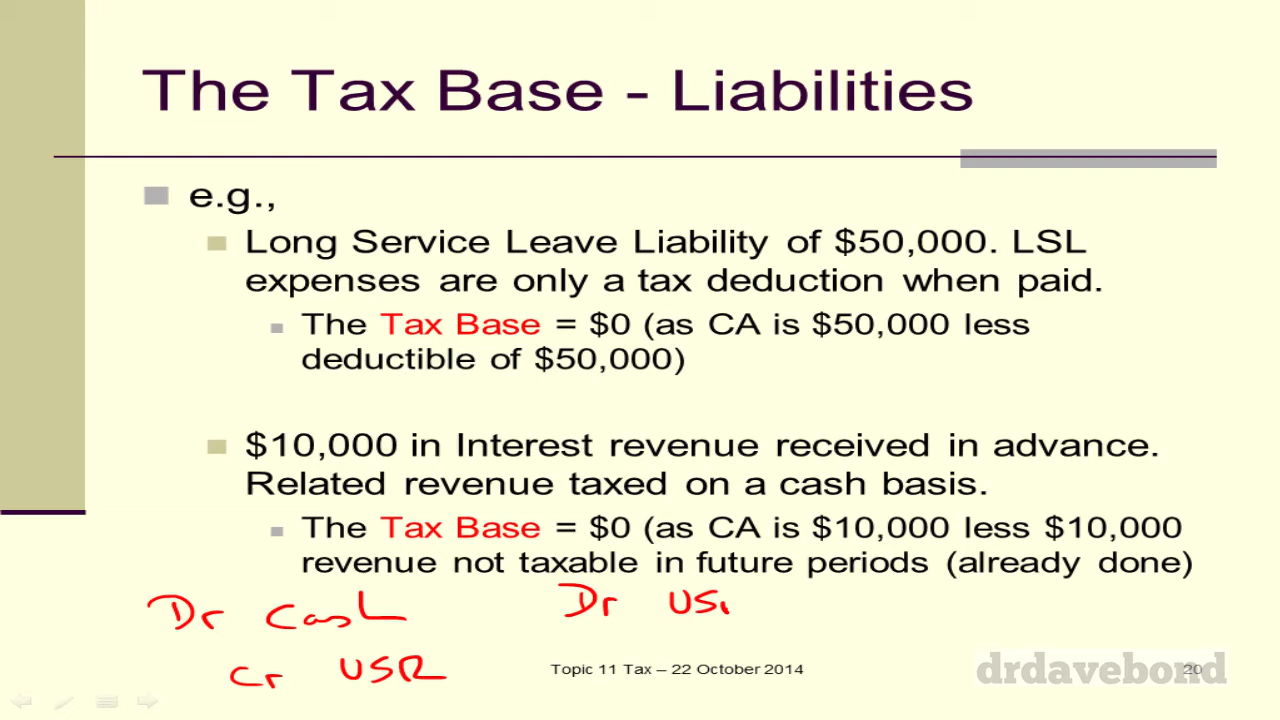 The Tax Base - Liabilities
e.g.,
Long Service Leave Liability of $50,000. LSL
expenses are only a tax deduction when paid.
The Tax Base = $0 (as CA is $50,000 less
deductible of $50,000)
$10,000 in Interest revenue received in advance.
Related revenue taxed on a cash basis.
The Tax Base = $0 (as CA is $10,000 less $10,000
revenue not taxable in future periods (already done)
Dr Cash
Dr US
Cr USR
Topic 11 Tax – 22 October 2014
drdavebond
20